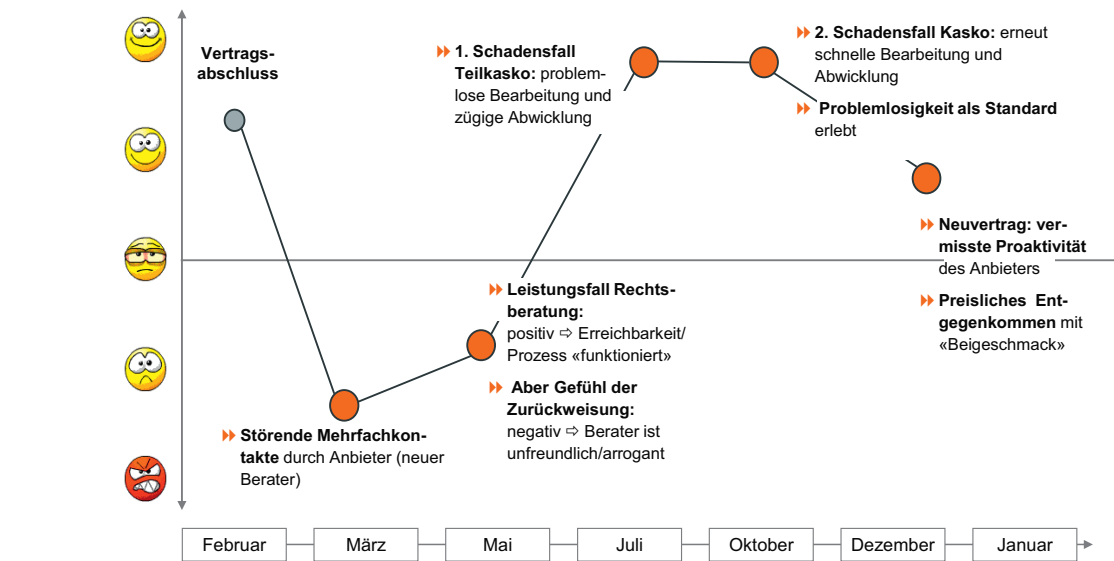 Vertrags-
abschluss
1. Schadensfall
Teilkasko: problem-
lose Bearbeitung und
zügige Abwicklung
2. Schadensfall Kasko: erneut
schnelle Bearbeitung und
Abwicklung
Problemlosigkeit als Standard
erlebt
Neuvertrag: ver-
misste Proaktivität
des Anbieters
Preisliches Ent-
gegenkommen mit
«Beigeschmack»
Leistungsfall Rechts-
beratung:
positiv ⇨ Erreichbarkeit/
Prozess «funktioniert»
Aber Gefühl der
Zurückweisung:
negativ ⇨ Berater ist
unfreundlich/arrogant
Störende Mehrfachkon-
takte durch Anbieter (neuer
Berater)
Februar März Mai Juli Oktober Dezember Januar